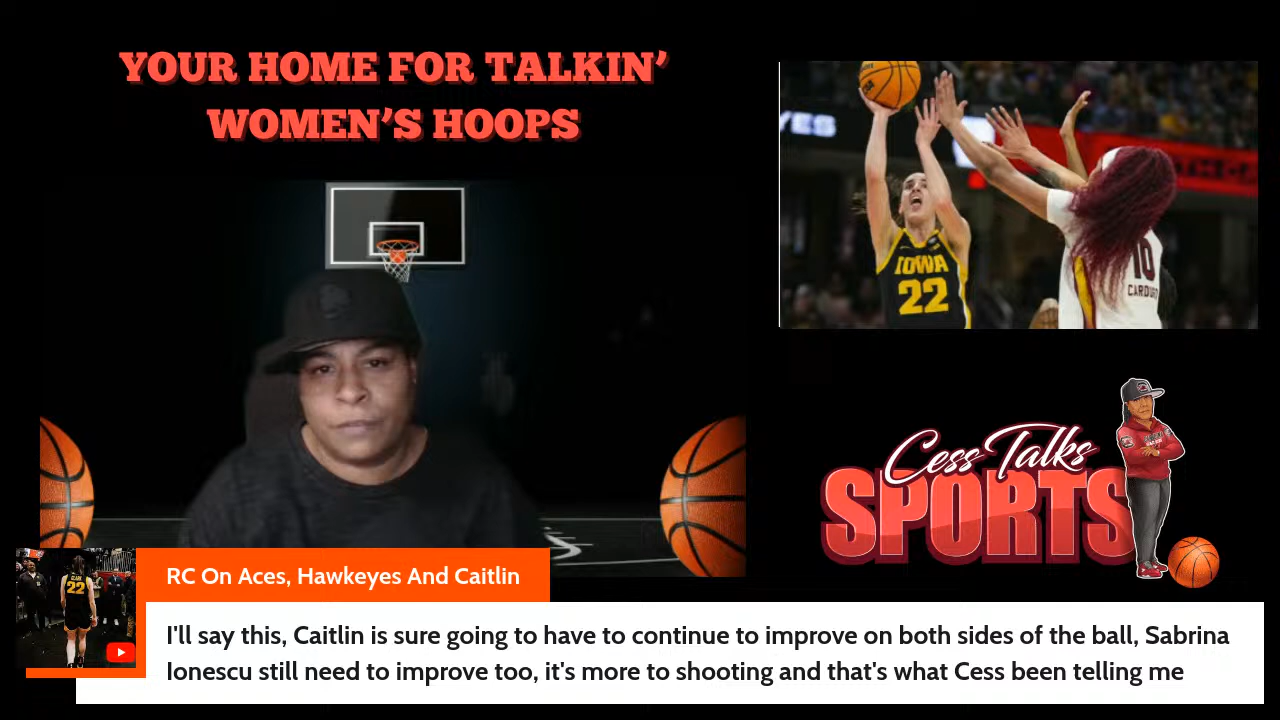 YOUR HOME FOR TALKIN’
WOMEN’S HOOPS
YES
IOWA
22
10
Cess Talks
SPORTS
CLARK
22
RC On Aces, Hawkeyes And Caitlin
I'll say this, Caitlin is sure going to have to continue to improve on both sides of the ball, Sabrina
Ionescu still need to improve too, it's more to shooting and that's what Cess been telling me